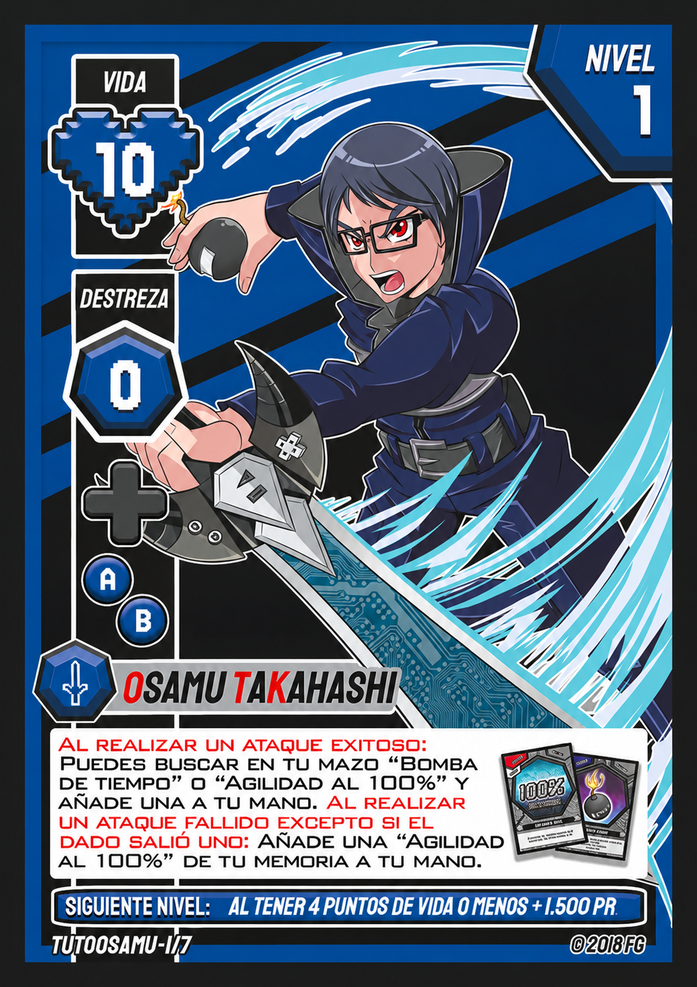 VIDA
10
NIVEL
1
DESTREZA
0
A
B
OSAMU TAKAHASHI
AL REALIZAR UN ATAQUE EXITOSO:
PUEDES BUSCAR EN TU MAZO “BOMBA
DE TIEMPO” O “AGILIDAD AL 100%” Y
AÑADE UNA A TU MANO. AL REALIZAR
UN ATAQUE FALLIDO EXCEPTO SI EL
DADO SALIÓ UNO: AÑADE UNA “AGILIDAD
AL 100%” DE TU MEMORIA A TU MANO.
100%
SIGUIENTE NIVEL: AL TENER 4 PUNTOS DE VIDA O MENOS + 1.500 PR.
TUTOOSAMU-1/7
©2018 FG